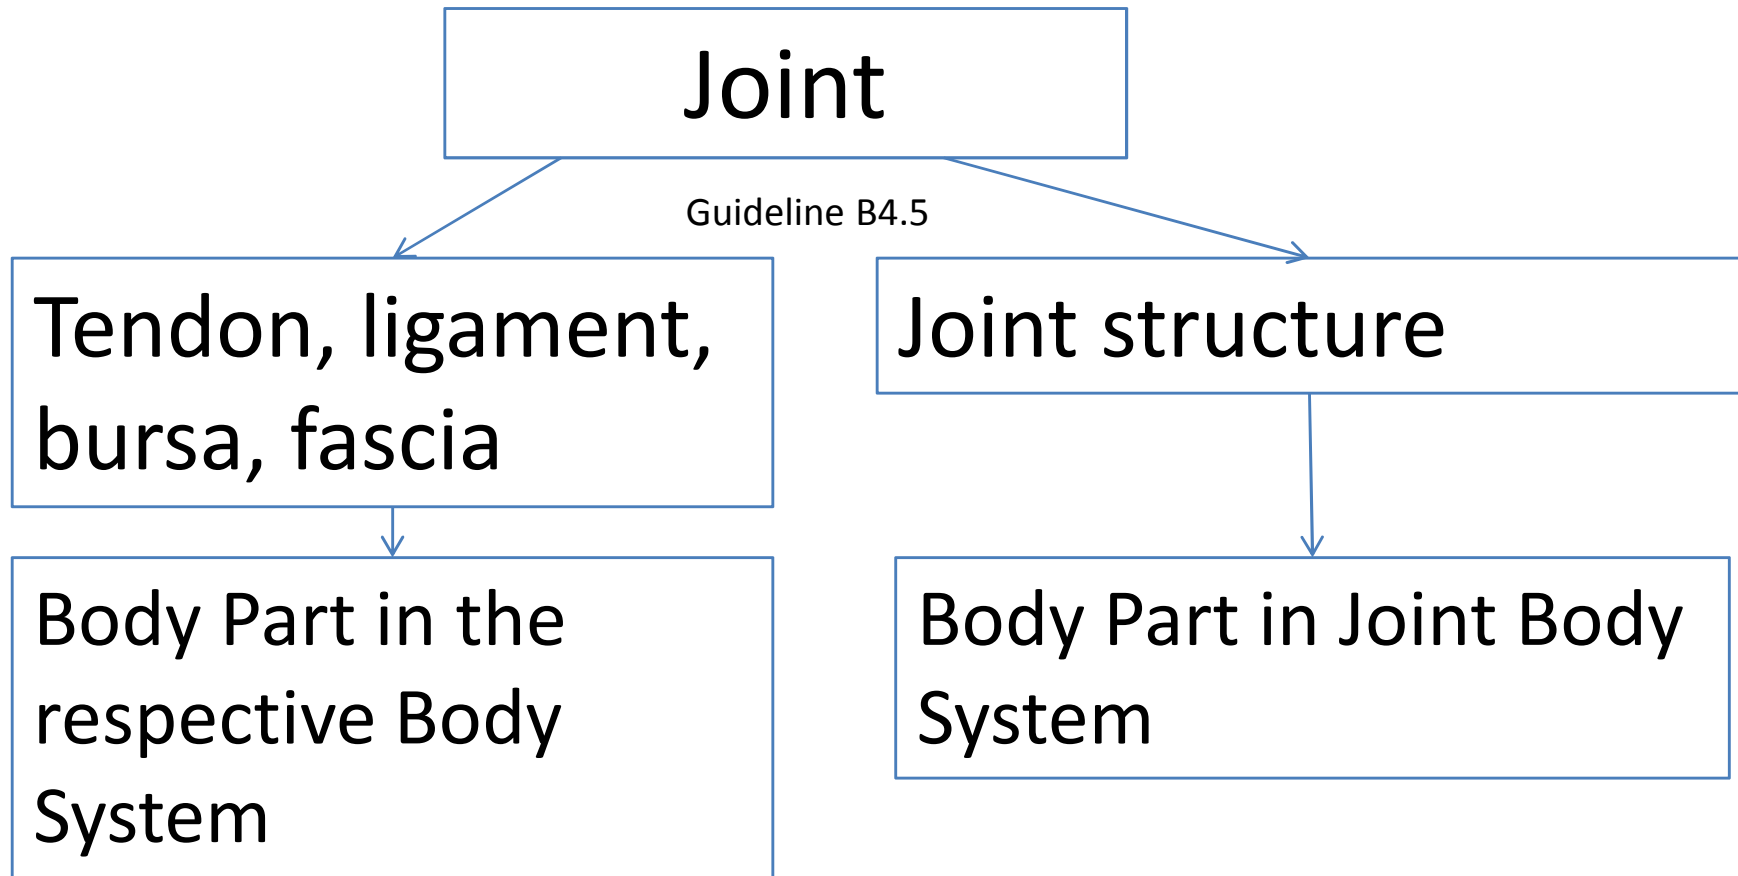 Joint
Guideline B4.5
Tendon, ligament,
bursa, fascia
Joint structure
Body Part in the
respective Body
System
Body Part in Joint Body
System